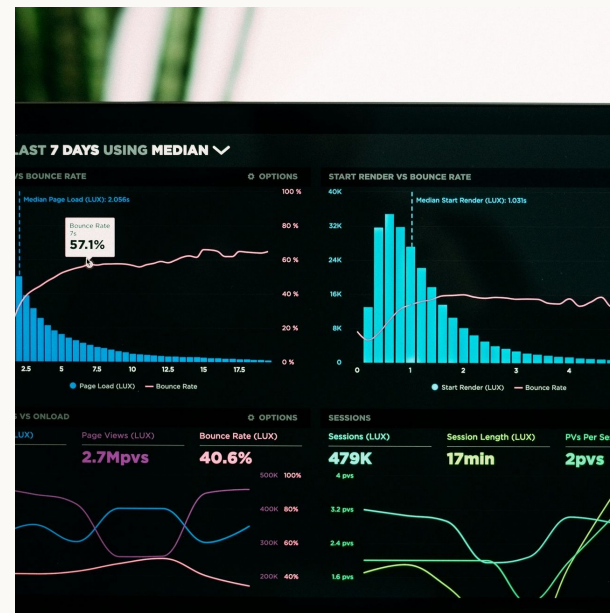 LAST 7 DAYS USING MEDIAN
VS BOUNCE RATE
OPTIONS
Median Page Load (LUX): 2.056s
Bounce Rate
7s
57.1%
100 %
80 %
60 %
40 %
20 %
0 %
2.5 5 7.5 10 12.5 15 17.5
Page Load (LUX) Bounce Rate
START RENDER VS BOUNCE RATE
Median Start Render (LUX): 1.031s
40K
32K
24K
16K
8K
0
0 1 2 3 4
Start Render (LUX) Bounce Rate
VS ONLOAD
OPTIONS
LUX) Page Views (LUX) Bounce Rate (LUX)
2.7Mpvs 40.6%
500K 100%
400K 80%
300K 60%
200K 40%
SESSIONS
Sessions (LUX) Session Length (LUX) PVs Per Se
479K 17min 2pvs
4 pvs
3.2 pvs
2.4 pvs
1.6 pvs